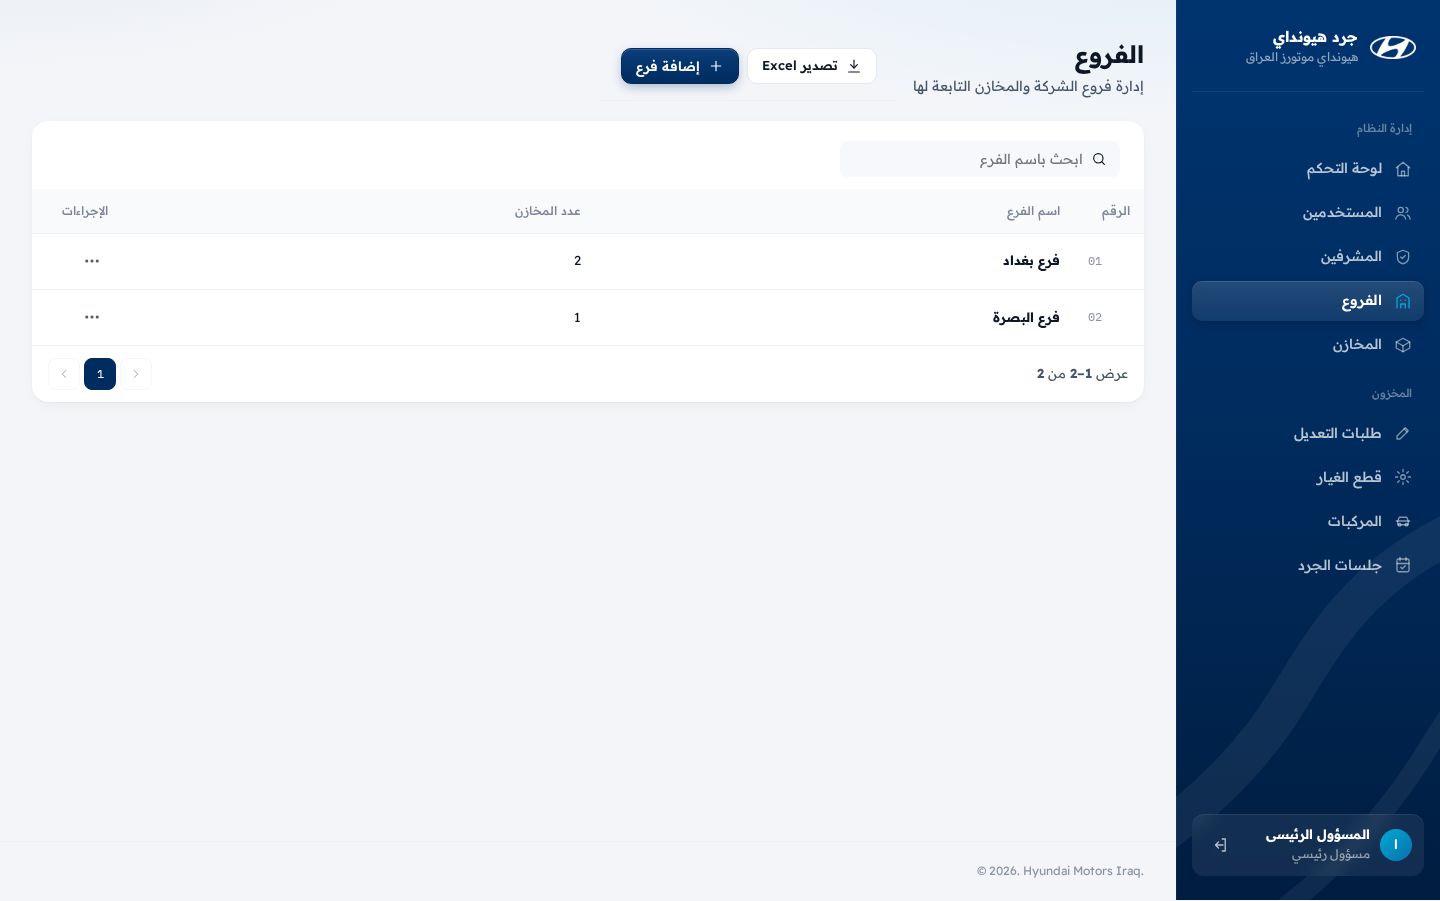 جرد هيونداي
هيونداي موتورز العراق
إدارة النظام
لوحة التحكم
المستخدمين
المشرفين
الفروع
المخازن
المخزون
طلبات التعديل
قطع الغيار
المركبات
جلسات الجرد
ا
المسؤول الرئيسي
مسؤول رئيسي
الفروع
إدارة فروع الشركة والمخازن التابعة لها
تصدير Excel
إضافة فرع
ابحث باسم الفرع
الرقم اسم الفرع عدد المخازن الإجراءات
01 فرع بغداد 2
02 فرع البصرة 1
عرض 1–2 من 2
1
© 2026. Hyundai Motors Iraq.